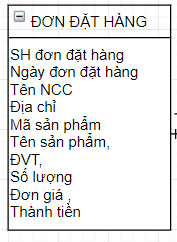 ĐƠN ĐẶT HÀNG
SH đơn đặt hàng
Ngày đơn đặt hàng
Tên NCC
Địa chỉ
Mã sản phẩm
Tên sản phẩm,
ĐVT,
Số lượng
Đơn giá ,
Thành tiền